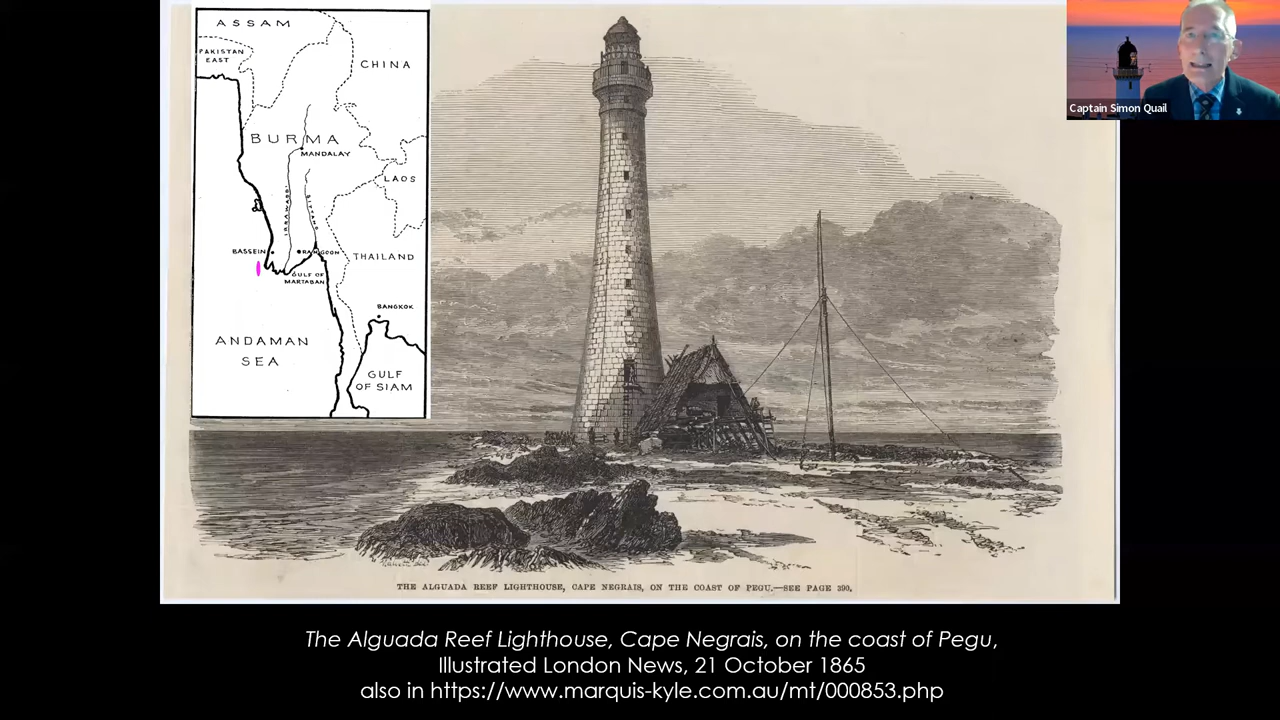 ASSAM
PAKISTAN
EAST
CHINA
BURMA
MANDALAY
LAOS
IRRAWADDY
SITTANG
BASSEIN
RANGOON
THAILAND
GULF OF
MARTABAN
BANGKOK
ANDAMAN
SEA
GULF
OF SIAM
Captain Simon Quail
THE ALGUADA REEF LIGHTHOUSE, CAPE NEGRAIS, ON THE COAST OF PEGU.—SEE PAGE 390.
The Alguada Reef Lighthouse, Cape Negrais, on the coast of Pegu,
Illustrated London News, 21 October 1865
also in https://www.marquis-kyle.com.au/mt/000853.php